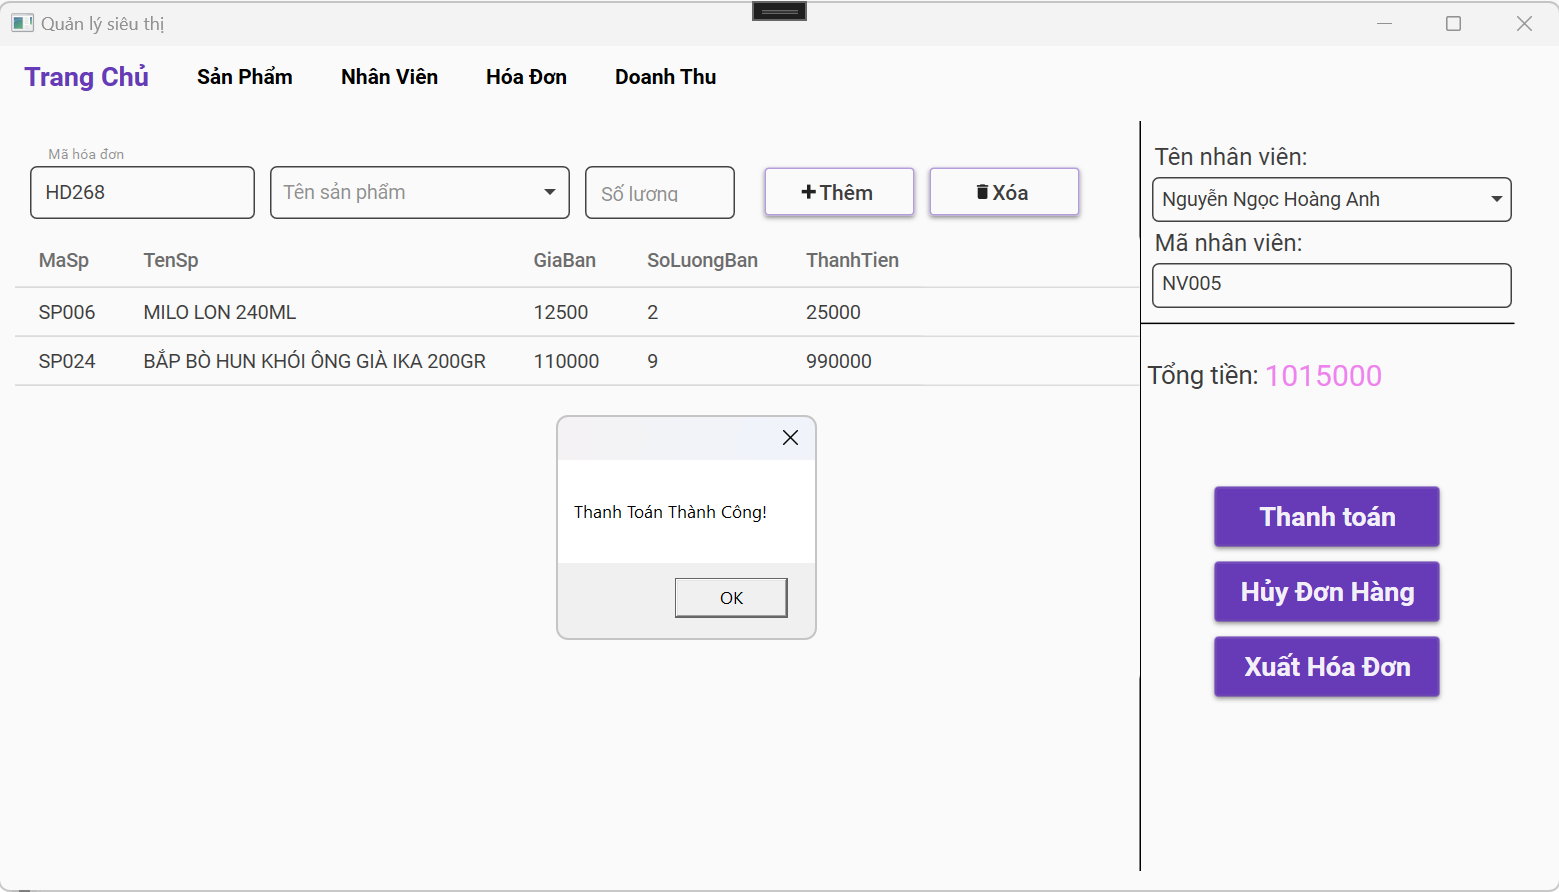 Quản lý siêu thị
Trang Chủ Sản Phẩm Nhân Viên Hóa Đơn Doanh Thu
Mã hóa đơn
HD268 Tên sản phẩm Số lượng Thêm Xóa
MaSp TenSp GiaBan SoLuongBan ThanhTien
SP006 MILO LON 240ML 12500 2 25000
SP024 BẮP BÒ HUN KHÓI ÔNG GIÀ IKA 200GR 110000 9 990000
Tên nhân viên:
Nguyễn Ngọc Hoàng Anh
Mã nhân viên:
NV005
Tổng tiền: 1015000
Thanh toán
Hủy Đơn Hàng
Xuất Hóa Đơn
Thanh Toán Thành Công!
OK